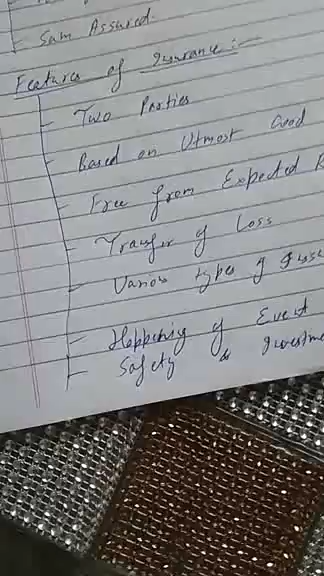 Sum Assured.
Features of Insurance:-
Two Parties
Based on Utmost Good
Free from Expected
Transfer of Loss
Various types of
Happening of Event
Safety & Investme